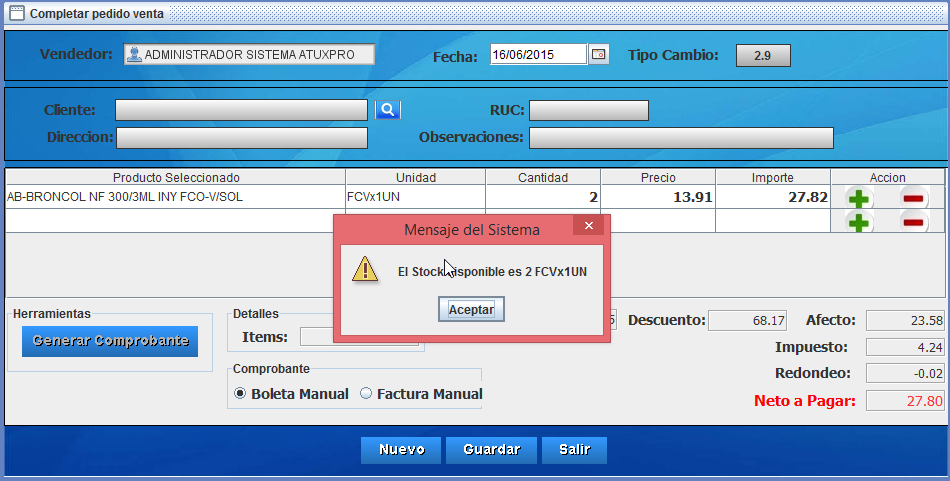 Completar pedido venta
Vendedor: ADMINISTRADOR SISTEMA ATUXPRO Fecha: 16/06/2015 Tipo Cambio: 2.9
Cliente: RUC:
Direccion: Observaciones:
Producto Seleccionado Unidad Cantidad Precio Importe Accion
AB-BRONCOL NF 300/3ML INY FCO-V/SOL FCVx1UN 2 13.91 27.82
Mensaje del Sistema
El Stock disponible es 2 FCVx1UN
Aceptar
Herramientas
Generar Comprobante
Detalles
Items:
Descuento: 68.17 Afecto: 23.58
Impuesto: 4.24
Redondeo: -0.02
Neto a Pagar: 27.80
Comprobante
Boleta Manual Factura Manual
Nuevo Guardar Salir